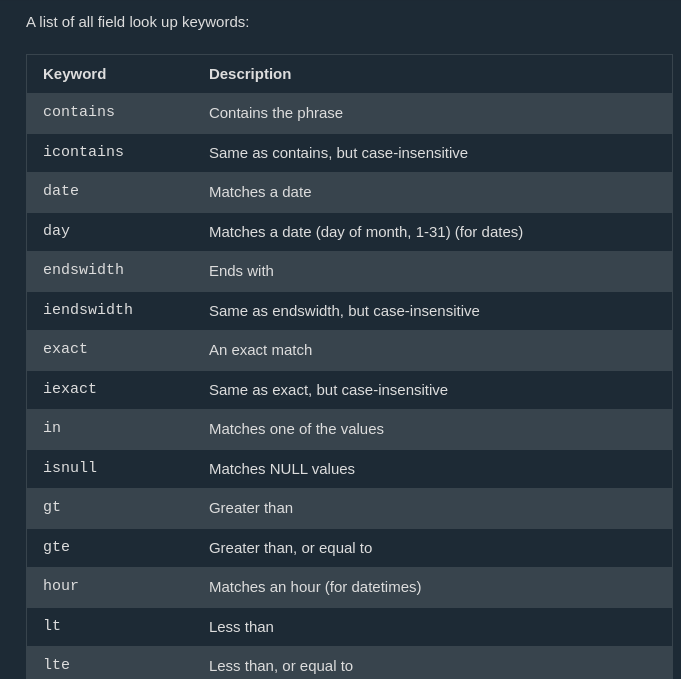 A list of all field look up keywords:
Keyword Description
contains Contains the phrase
icontains Same as contains, but case-insensitive
date Matches a date
day Matches a date (day of month, 1-31) (for dates)
endswidth Ends with
iendswidth Same as endswidth, but case-insensitive
exact An exact match
iexact Same as exact, but case-insensitive
in Matches one of the values
isnull Matches NULL values
gt Greater than
gte Greater than, or equal to
hour Matches an hour (for datetimes)
lt Less than
lte Less than, or equal to